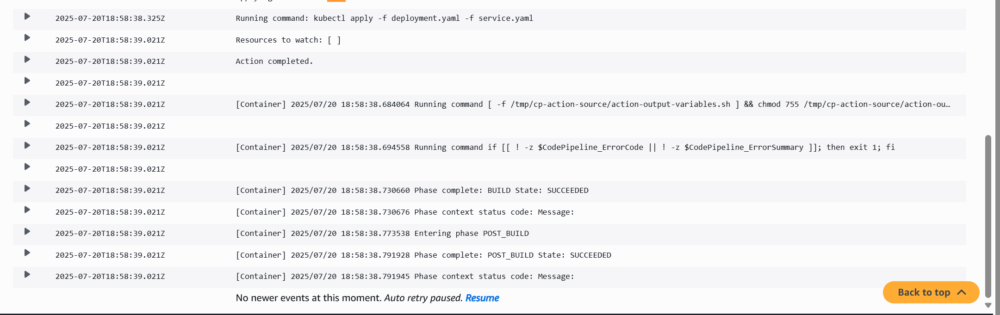 2025-07-20T18:58:38.325Z Running command: kubectl apply -f deployment.yaml -f service.yaml
2025-07-20T18:58:39.021Z Resources to watch: [ ]
2025-07-20T18:58:39.021Z Action completed.
2025-07-20T18:58:39.021Z
2025-07-20T18:58:39.021Z [Container] 2025/07/20 18:58:38.684064 Running command [ -f /tmp/cp-action-source/action-output-variables.sh ] && chmod 755 /tmp/cp-action-source/action-ou…
2025-07-20T18:58:39.021Z
2025-07-20T18:58:39.021Z [Container] 2025/07/20 18:58:38.694558 Running command if [[ ! -z $CodePipeline_ErrorCode || ! -z $CodePipeline_ErrorSummary ]]; then exit 1; fi
2025-07-20T18:58:39.021Z
2025-07-20T18:58:39.021Z [Container] 2025/07/20 18:58:38.730660 Phase complete: BUILD State: SUCCEEDED
2025-07-20T18:58:39.021Z [Container] 2025/07/20 18:58:38.730676 Phase context status code: Message:
2025-07-20T18:58:39.021Z [Container] 2025/07/20 18:58:38.773538 Entering phase POST_BUILD
2025-07-20T18:58:39.021Z [Container] 2025/07/20 18:58:38.791928 Phase complete: POST_BUILD State: SUCCEEDED
2025-07-20T18:58:39.021Z [Container] 2025/07/20 18:58:38.791945 Phase context status code: Message:
No newer events at this moment. Auto retry paused. Resume
Back to top